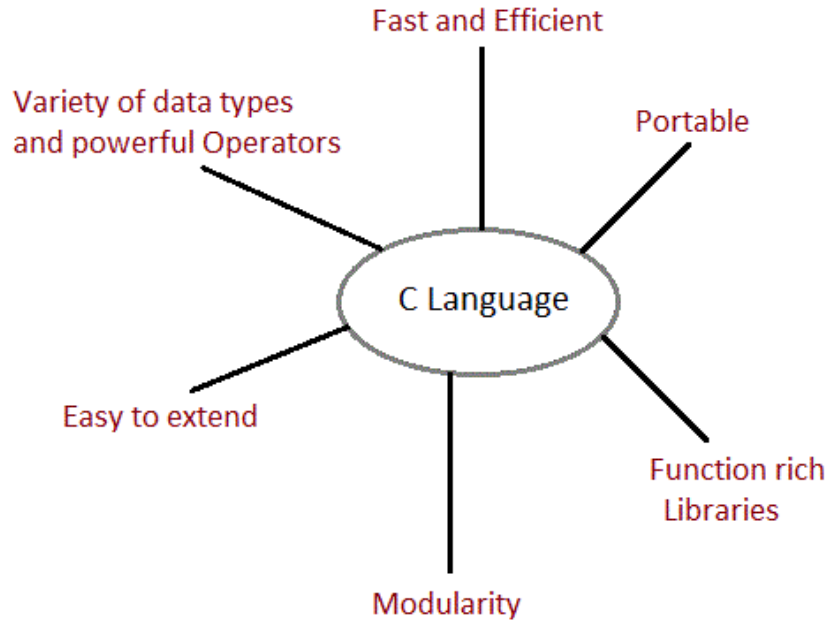 Fast and Efficient
Variety of data types
and powerful Operators
Portable
C Language
Easy to extend
Function rich
Libraries
Modularity